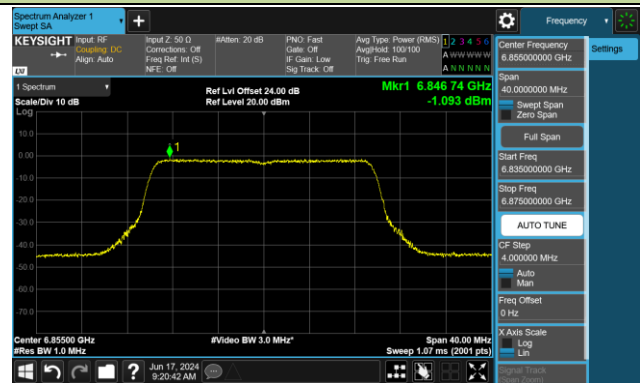 Spectrum Analyzer 1
Swept SA
+
Frequency
KEYSIGHT
Input: RF
Coupling: DC
Align: Auto
Input Z: 50 Ω
Corrections: Off
Freq Ref: Int (S)
NFE: Off
#Atten: 20 dB
PNO: Fast
Gate: Off
IF Gain: Low
Sig Track: Off
Avg Type: Power (RMS)
Avg|Hold: 100/100
Trig: Free Run
1 2 3 4 5 6
A W W W W W
A N N N N N
LXI
1 Spectrum
Scale/Div 10 dB
Log
Ref Lvl Offset 24.00 dB
Ref Level 20.00 dBm
Mkr1 6.846 74 GHz
-1.093 dBm
1
10.0
0.00
-10.0
-20.0
-30.0
-40.0
-50.0
-60.0
-70.0
Center 6.85500 GHz
#Res BW 1.0 MHz
#Video BW 3.0 MHz*
Span 40.00 MHz
Sweep 1.07 ms (2001 pts)
Center Frequency
6.855000000 GHz
Settings
Span
40.0000000 MHz
Swept Span
Zero Span
Full Span
Start Freq
6.835000000 GHz
Stop Freq
6.875000000 GHz
AUTO TUNE
CF Step
4.000000 MHz
Auto
Man
Freq Offset
0 Hz
X Axis Scale
Log
Lin
Signal Track
(Span Zoom)
?
Jun 17, 2024
9:20:42 AM